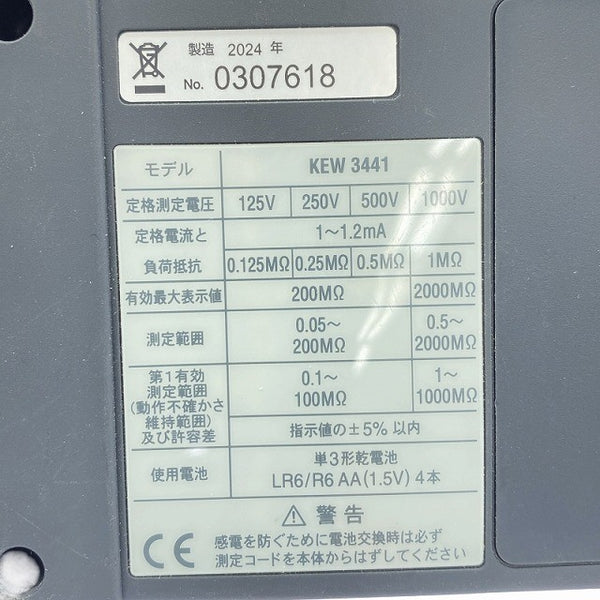 製造 2024 年
No. 0307618
モデル KEW 3441
定格測定電圧 125V 250V 500V 1000V
定格電流と 1～1.2mA
負荷抵抗 0.125MΩ 0.25MΩ 0.5MΩ 1MΩ
有効最大表示値 200MΩ 2000MΩ
測定範囲 0.05～ 0.5～
200MΩ 2000MΩ
第1有効
測定範囲 0.1～ 1～
(動作不確かさ 100MΩ 1000MΩ
維持範囲)
及び許容差 指示値の±5% 以内
使用電池 単3形乾電池
LR6/R6 AA(1.5V) 4本
⚠ 警告
CE 感電を防ぐために電池交換時は必ず
測定コードを本体からはずしてください